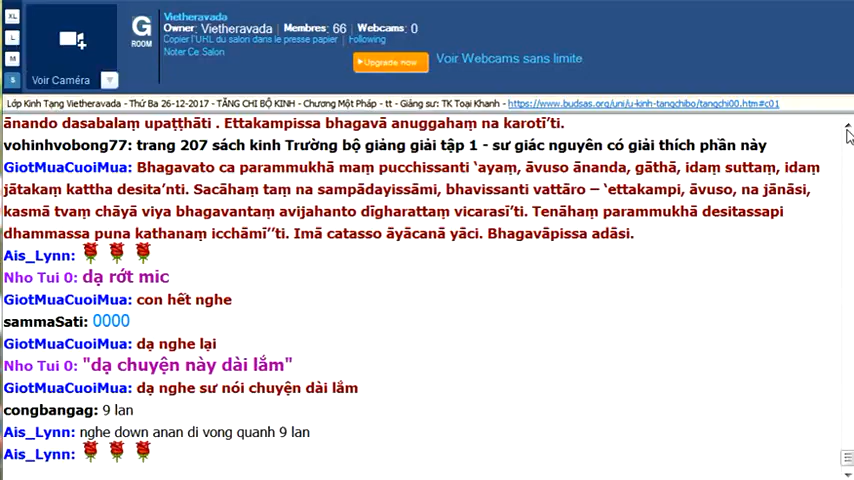 XL
L
M
S
Voir Caméra
G
ROOM
Vietheravada
Owner: Vietheravada Membres: 66 Webcams: 0
Copier l'URL du salon dans le presse papier | Following
Noter Ce Salon
Upgrade now
Voir Webcams sans limite
Lớp Kinh Tạng Vietheravada - Thứ Ba 26-12-2017 - TĂNG CHI BỘ KINH - Chương Một Pháp - tt - Giảng sư: TK Toại Khanh - https://www.budsas.org/uni/u-kinh-tangchibo/tangchi00.htm#c01
ānando dasabalaṃ upaṭṭhāti . Ettakampissa bhagavā anuggahaṃ na karotī’ti.
vohinhvobong77: trang 207 sách kinh Trường bộ giảng giải tập 1 - sư giác nguyên có giải thích phần này
GiotMuaCuoiMua: Bhagavato ca parammukhā maṃ pucchissanti ‘ayaṃ, āvuso ānanda, gāthā, idaṃ suttaṃ, idaṃ
jātakaṃ kattha desita’nti. Sacāhaṃ taṃ na sampādayissāmi, bhavissanti vattāro – ‘ettakampi, āvuso, na jānāsi,
kasmā tvaṃ chāyā viya bhagavantaṃ avijahanto dīgharattaṃ vicarasī’ti. Tenāhaṃ parammukhā desitassapi
dhammassa puna kathanaṃ icchāmī’’ti. Imā catasso āyācanā yāci. Bhagavāpissa adāsi.
Ais_Lynn:
Nho Tui 0: dạ rớt mic
GiotMuaCuoiMua: con hết nghe
sammaSati: 0000
GiotMuaCuoiMua: dạ nghe lại
Nho Tui 0: "dạ chuyện này dài lắm"
GiotMuaCuoiMua: dạ nghe sư nói chuyện dài lắm
congbangag: 9 lan
Ais_Lynn: nghe down anan di vong quanh 9 lan
Ais_Lynn: